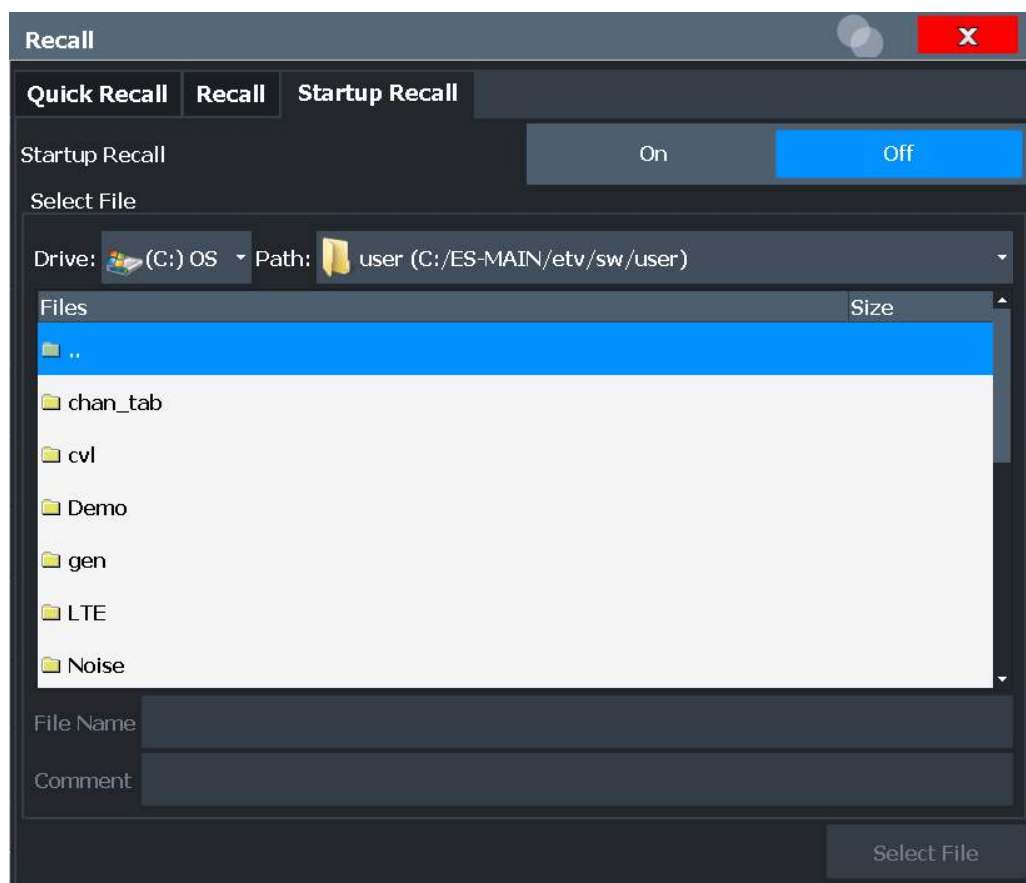 Recall X
Quick Recall Recall Startup Recall
Startup Recall On Off
Select File
Drive: (C:) OS Path: user (C:/ES-MAIN/etv/sw/user)
Files Size
..
chan_tab
cvl
Demo
gen
LTE
Noise
File Name
Comment
Select File